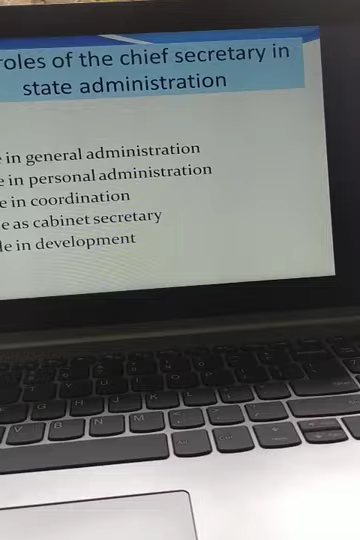 roles of the chief secretary in
state administration
e in general administration
e in personal administration
e in coordination
e as cabinet secretary
le in development
Y U
G H J K L
V B N M